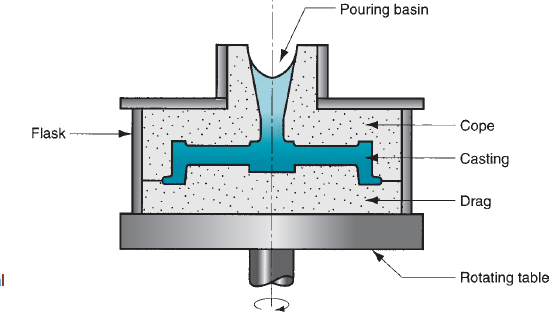 Pouring basin
Flask
Cope
Casting
Drag
Rotating table